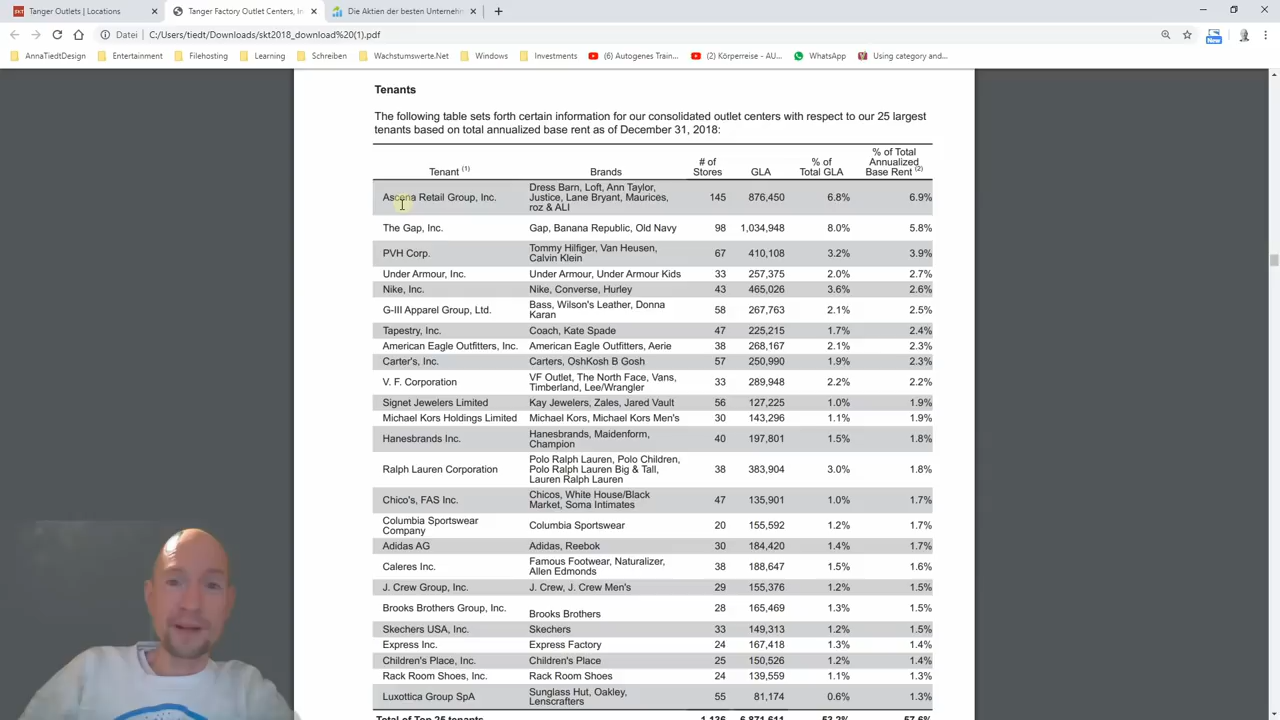 Tanger Outlets | Locations
Tanger Factory Outlet Centers, In
Die Aktien der besten Unternehm
Datei
C:/Users/tiedt/Downloads/skt2018_download%20(1).pdf
New
AnnaTiedtDesign
Entertainment
Filehosting
Learning
Schreiben
Wachstumswerte.Net
Windows
Investments
(6) Autogenes Train...
(2) Körperreise - AU...
WhatsApp
Using category and...
Tenants
The following table sets forth certain information for our consolidated outlet centers with respect to our 25 largest
tenants based on total annualized base rent as of December 31, 2018:
Tenant (1)
Brands
# of
Stores
GLA
% of
Total GLA
% of Total
Annualized
Base Rent (2)
Ascena Retail Group, Inc.
Dress Barn, Loft, Ann Taylor,
Justice, Lane Bryant, Maurices,
roz & ALI
145 876,450 6.8% 6.9%
The Gap, Inc. Gap, Banana Republic, Old Navy 98 1,034,948 8.0% 5.8%
PVH Corp.
Tommy Hilfiger, Van Heusen,
Calvin Klein
67 410,108 3.2% 3.9%
Under Armour, Inc. Under Armour, Under Armour Kids 33 257,375 2.0% 2.7%
Nike, Inc. Nike, Converse, Hurley 43 465,026 3.6% 2.6%
G-III Apparel Group, Ltd.
Bass, Wilson's Leather, Donna
Karan
58 267,763 2.1% 2.5%
Tapestry, Inc. Coach, Kate Spade 47 225,215 1.7% 2.4%
American Eagle Outfitters, Inc. American Eagle Outfitters, Aerie 38 268,167 2.1% 2.3%
Carter's, Inc. Carters, OshKosh B Gosh 57 250,990 1.9% 2.3%
V. F. Corporation
VF Outlet, The North Face, Vans,
Timberland, Lee/Wrangler
33 289,948 2.2% 2.2%
Signet Jewelers Limited Kay Jewelers, Zales, Jared Vault 56 127,225 1.0% 1.9%
Michael Kors Holdings Limited Michael Kors, Michael Kors Men's 30 143,296 1.1% 1.9%
Hanesbrands Inc.
Hanesbrands, Maidenform,
Champion
40 197,801 1.5% 1.8%
Ralph Lauren Corporation
Polo Ralph Lauren, Polo Children,
Polo Ralph Lauren Big & Tall,
Lauren Ralph Lauren
38 383,904 3.0% 1.8%
Chico's, FAS Inc.
Chicos, White House/Black
Market, Soma Intimates
47 135,901 1.0% 1.7%
Columbia Sportswear
Company
Columbia Sportswear 20 155,592 1.2% 1.7%
Adidas AG Adidas, Reebok 30 184,420 1.4% 1.7%
Caleres Inc.
Famous Footwear, Naturalizer,
Allen Edmonds
38 188,647 1.5% 1.6%
J. Crew Group, Inc. J. Crew, J. Crew Men's 29 155,376 1.2% 1.5%
Brooks Brothers Group, Inc. Brooks Brothers 28 165,469 1.3% 1.5%
Skechers USA, Inc. Skechers 33 149,313 1.2% 1.5%
Express Inc. Express Factory 24 167,418 1.3% 1.4%
Children's Place, Inc. Children's Place 25 150,526 1.2% 1.4%
Rack Room Shoes, Inc. Rack Room Shoes 24 139,559 1.1% 1.3%
Luxottica Group SpA
Sunglass Hut, Oakley,
Lenscrafters
55 81,174 0.6% 1.3%
Total of Top 25 tenants 1,136 6,871,611 53.2% 57.6%